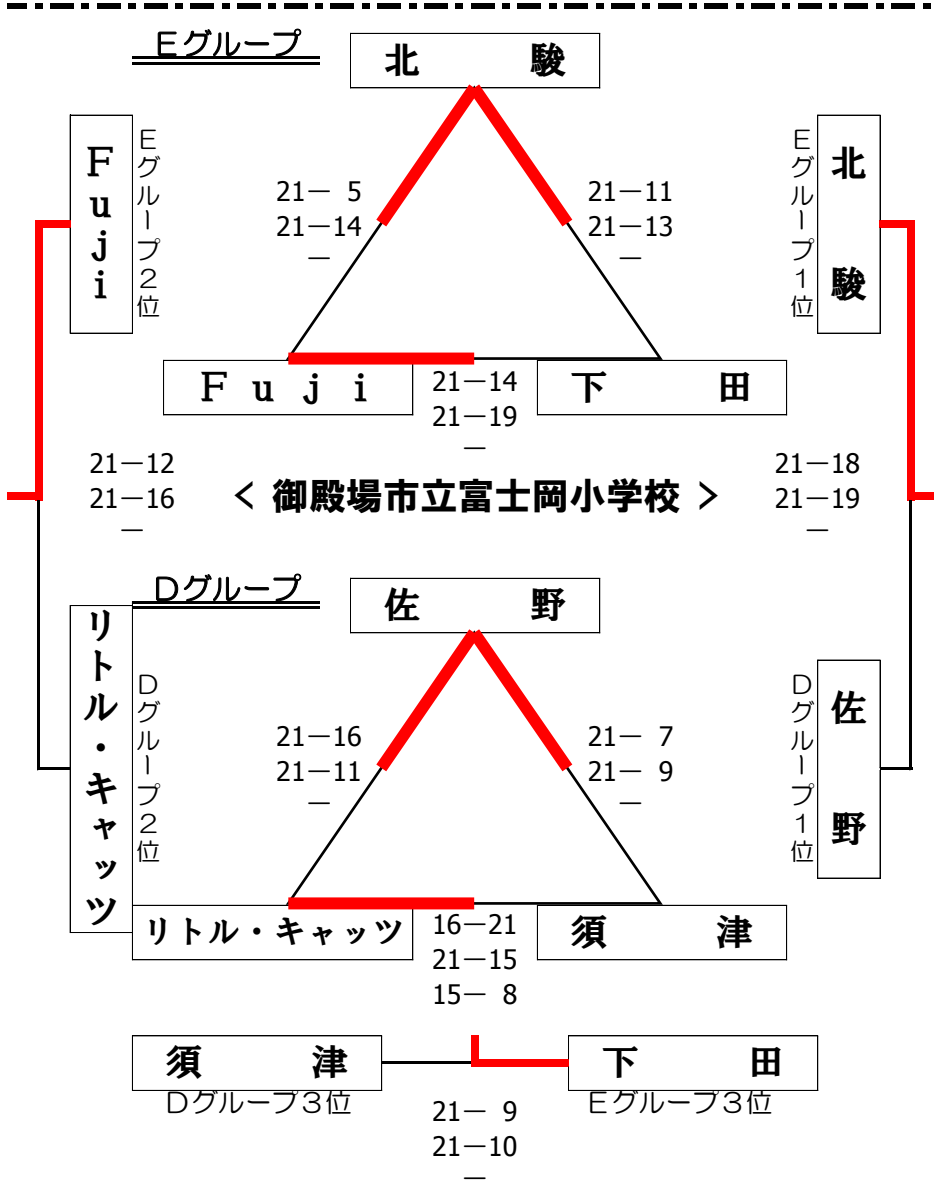 Eグループ
北 駿
Fuji
Eグループ2位
Eグループ1位
北 駿
21－ 5
21－14
－
21－11
21－13
－
Ｆｕｊｉ
21－14
21－19
－
下 田
21－12
21－16
－
＜ 御殿場市立富士岡小学校 ＞
21－18
21－19
－
Dグループ
佐 野
リトル・キャッツ
Dグループ2位
Dグループ1位
佐 野
21－16
21－11
－
21－ 7
21－ 9
－
リトル・キャッツ
16－21
21－15
15－ 8
須 津
須 津
Dグループ3位
下 田
Eグループ3位
21－ 9
21－10
－